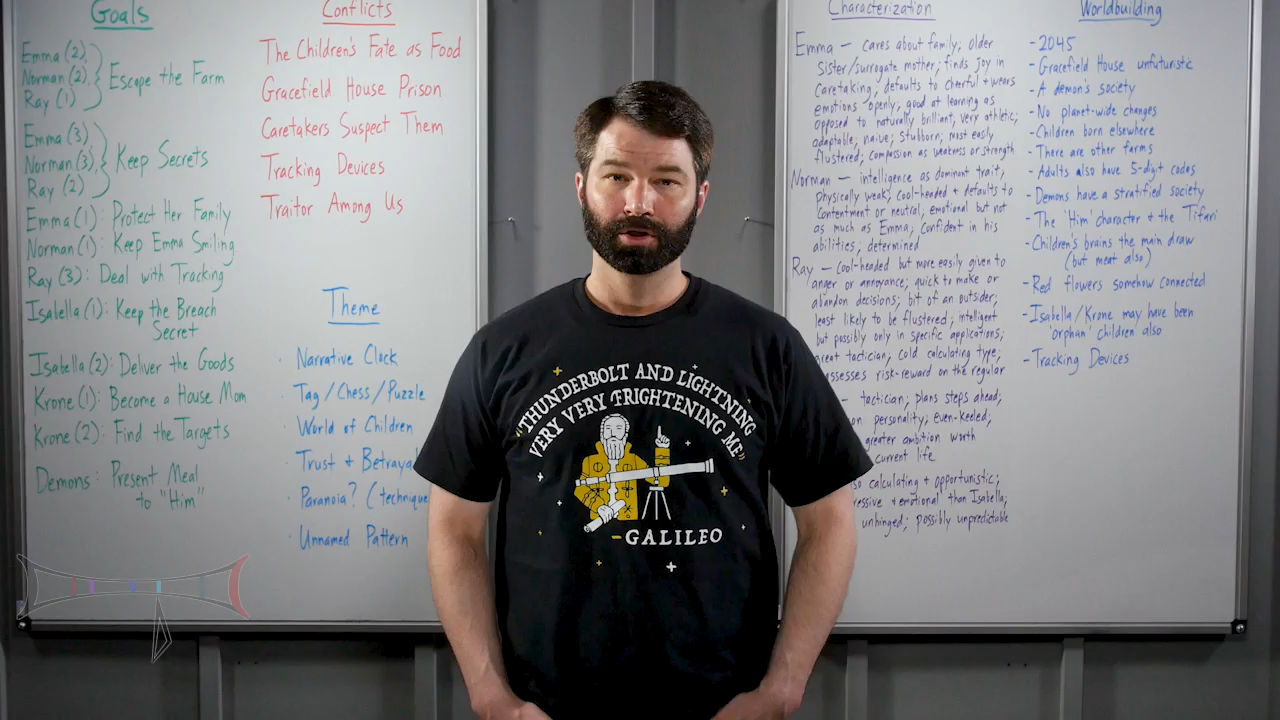 Goals
Emma (2),
Norman (2),
Ray (1)
Escape the Farm
Emma (3),
Norman (3),
Ray (2)
Keep Secrets
Emma (1): Protect Her Family
Norman (1): Keep Emma Smiling
Ray (3): Deal with Tracking
Isabella (1): Keep the Breach
Secret
Isabella (2): Deliver the Goods
Krone (1): Become a House Mom
Krone (2): Find the Targets
Demons: Present Meal
to "Him"
Conflicts
The Children's Fate as Food
Gracefield House Prison
Caretakers Suspect Them
Tracking Devices
Traitor Among Us
Theme
Narrative Clock
Tag/Chess/Puzzle
World of Children
Trust + Betrayal
Paranoia? (technique
Unnamed Pattern
"THUNDERBOLT AND LIGHTNING
VERY VERY FRIGHTENING ME"
- GALILEO
Characterization
Emma – cares about family; older
sister/surrogate mother; finds joy in
caretaking; defaults to cheerful + wears
emotions openly; good at learning as
opposed to naturally brilliant; very athletic;
adaptable; naive; stubborn; most easily
flustered; compassion as weakness or strength
Norman – intelligence as dominant trait;
physically weak; cool-headed + defaults to
contentment or neutral; emotional but not
as much as Emma; confident in his
abilities; determined
Ray – cool-headed but more easily given to
anger or annoyance; quick to make or
abandon decisions; bit of an outsider;
least likely to be flustered; intelligent
but possibly only in specific applications;
great tactician; cold calculating type;
assesses risk-reward on the regular
– tactician; plans steps ahead;
on personality; even-keeled;
greater ambition worth
current life
so calculating + opportunistic;
ressive + emotional than Isabella;
unhinged; possibly unpredictable
Worldbuilding
- 2045
- Gracefield House unfuturistic
- A demon's society
- No planet-wide changes
- Children born elsewhere
- There are other farms
- Adults also have 5-digit codes
- Demons have a stratified society
- The 'Him' character + the Tifari
- Children's brains the main draw
(but meat also)
- Red flowers somehow connected
- Isabella/Krone may have been
'orphan' children also
- Tracking Devices